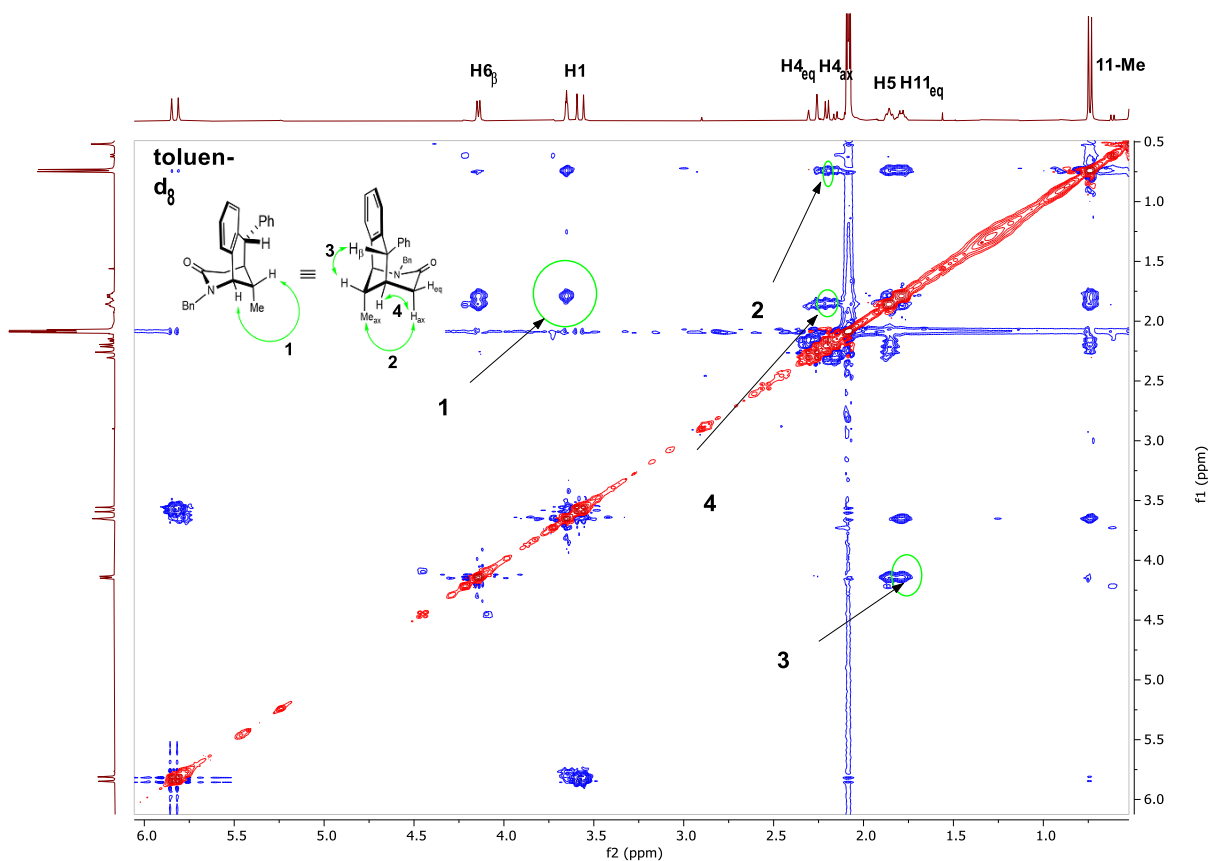 H6β H1 H4eq H4ax H5 H11eq 11-Me
toluen-
d8
Ph
H
O
N
Bn
H
H
Me
1
≡
3
Hβ
Ph
Bn
N
O
H
Heq
H
4
Meax
Hax
2
1
2
4
3
0.5
1.0
1.5
2.0
2.5
3.0
3.5
4.0
4.5
5.0
5.5
6.0
f1 (ppm)
6.0 5.5 5.0 4.5 4.0 3.5 3.0 2.5 2.0 1.5 1.0
f2 (ppm)